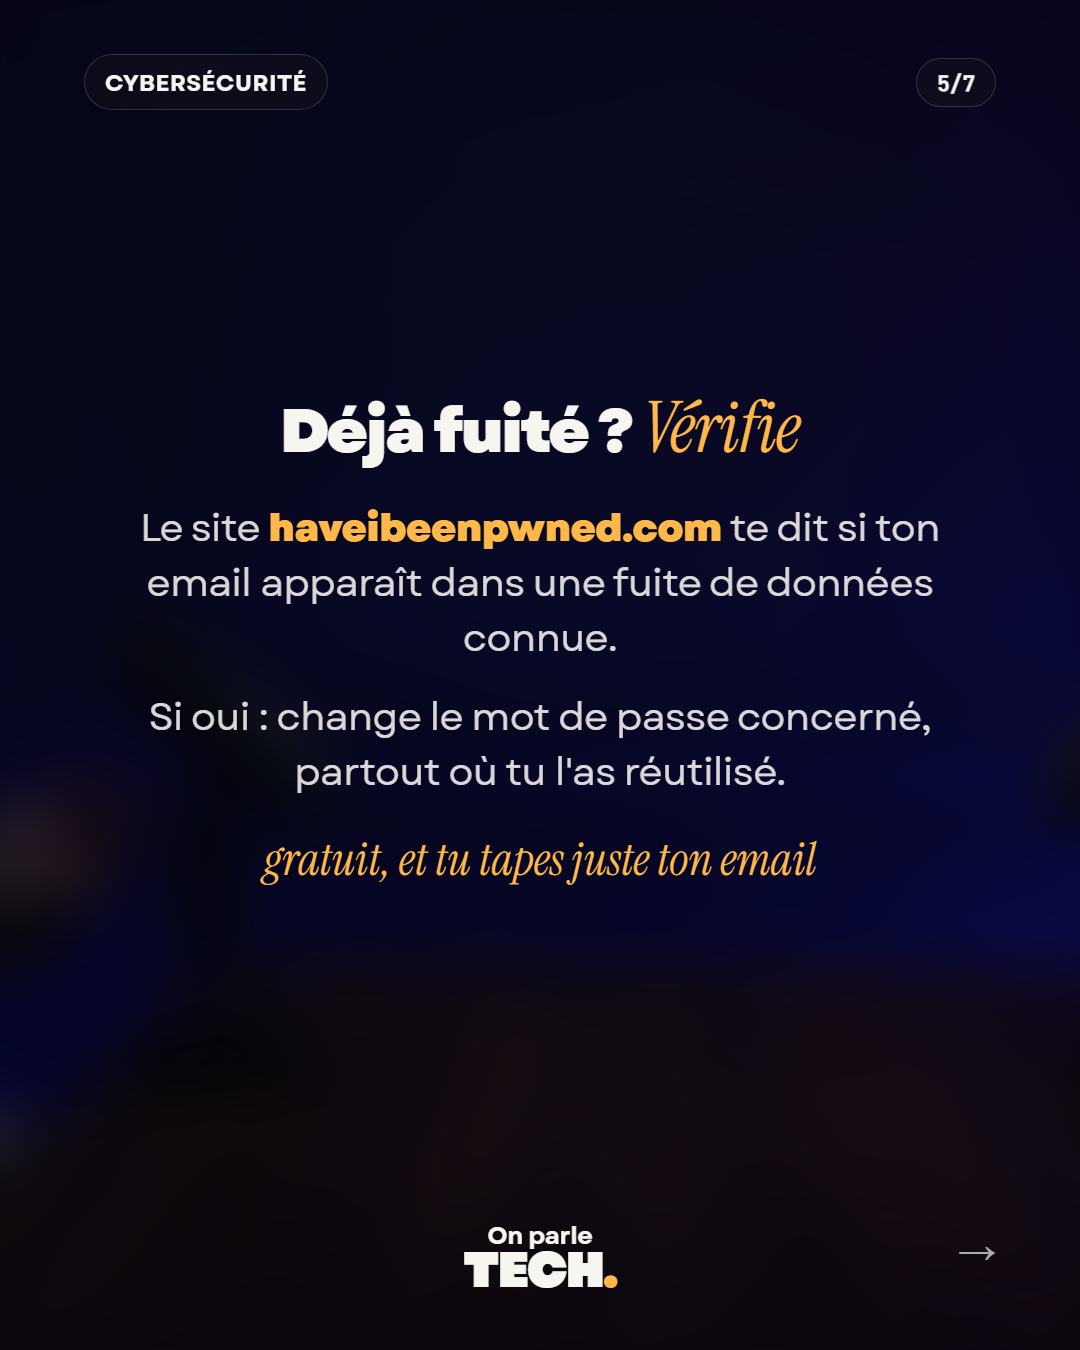 CYBERSÉCURITÉ
5/7
Déjà fuité ? Vérifie
Le site haveibeenpwned.com te dit si ton
email apparaît dans une fuite de données
connue.
Si oui : change le mot de passe concerné,
partout où tu l'as réutilisé.
gratuit, et tu tapes juste ton email
On parle
TECH.
→